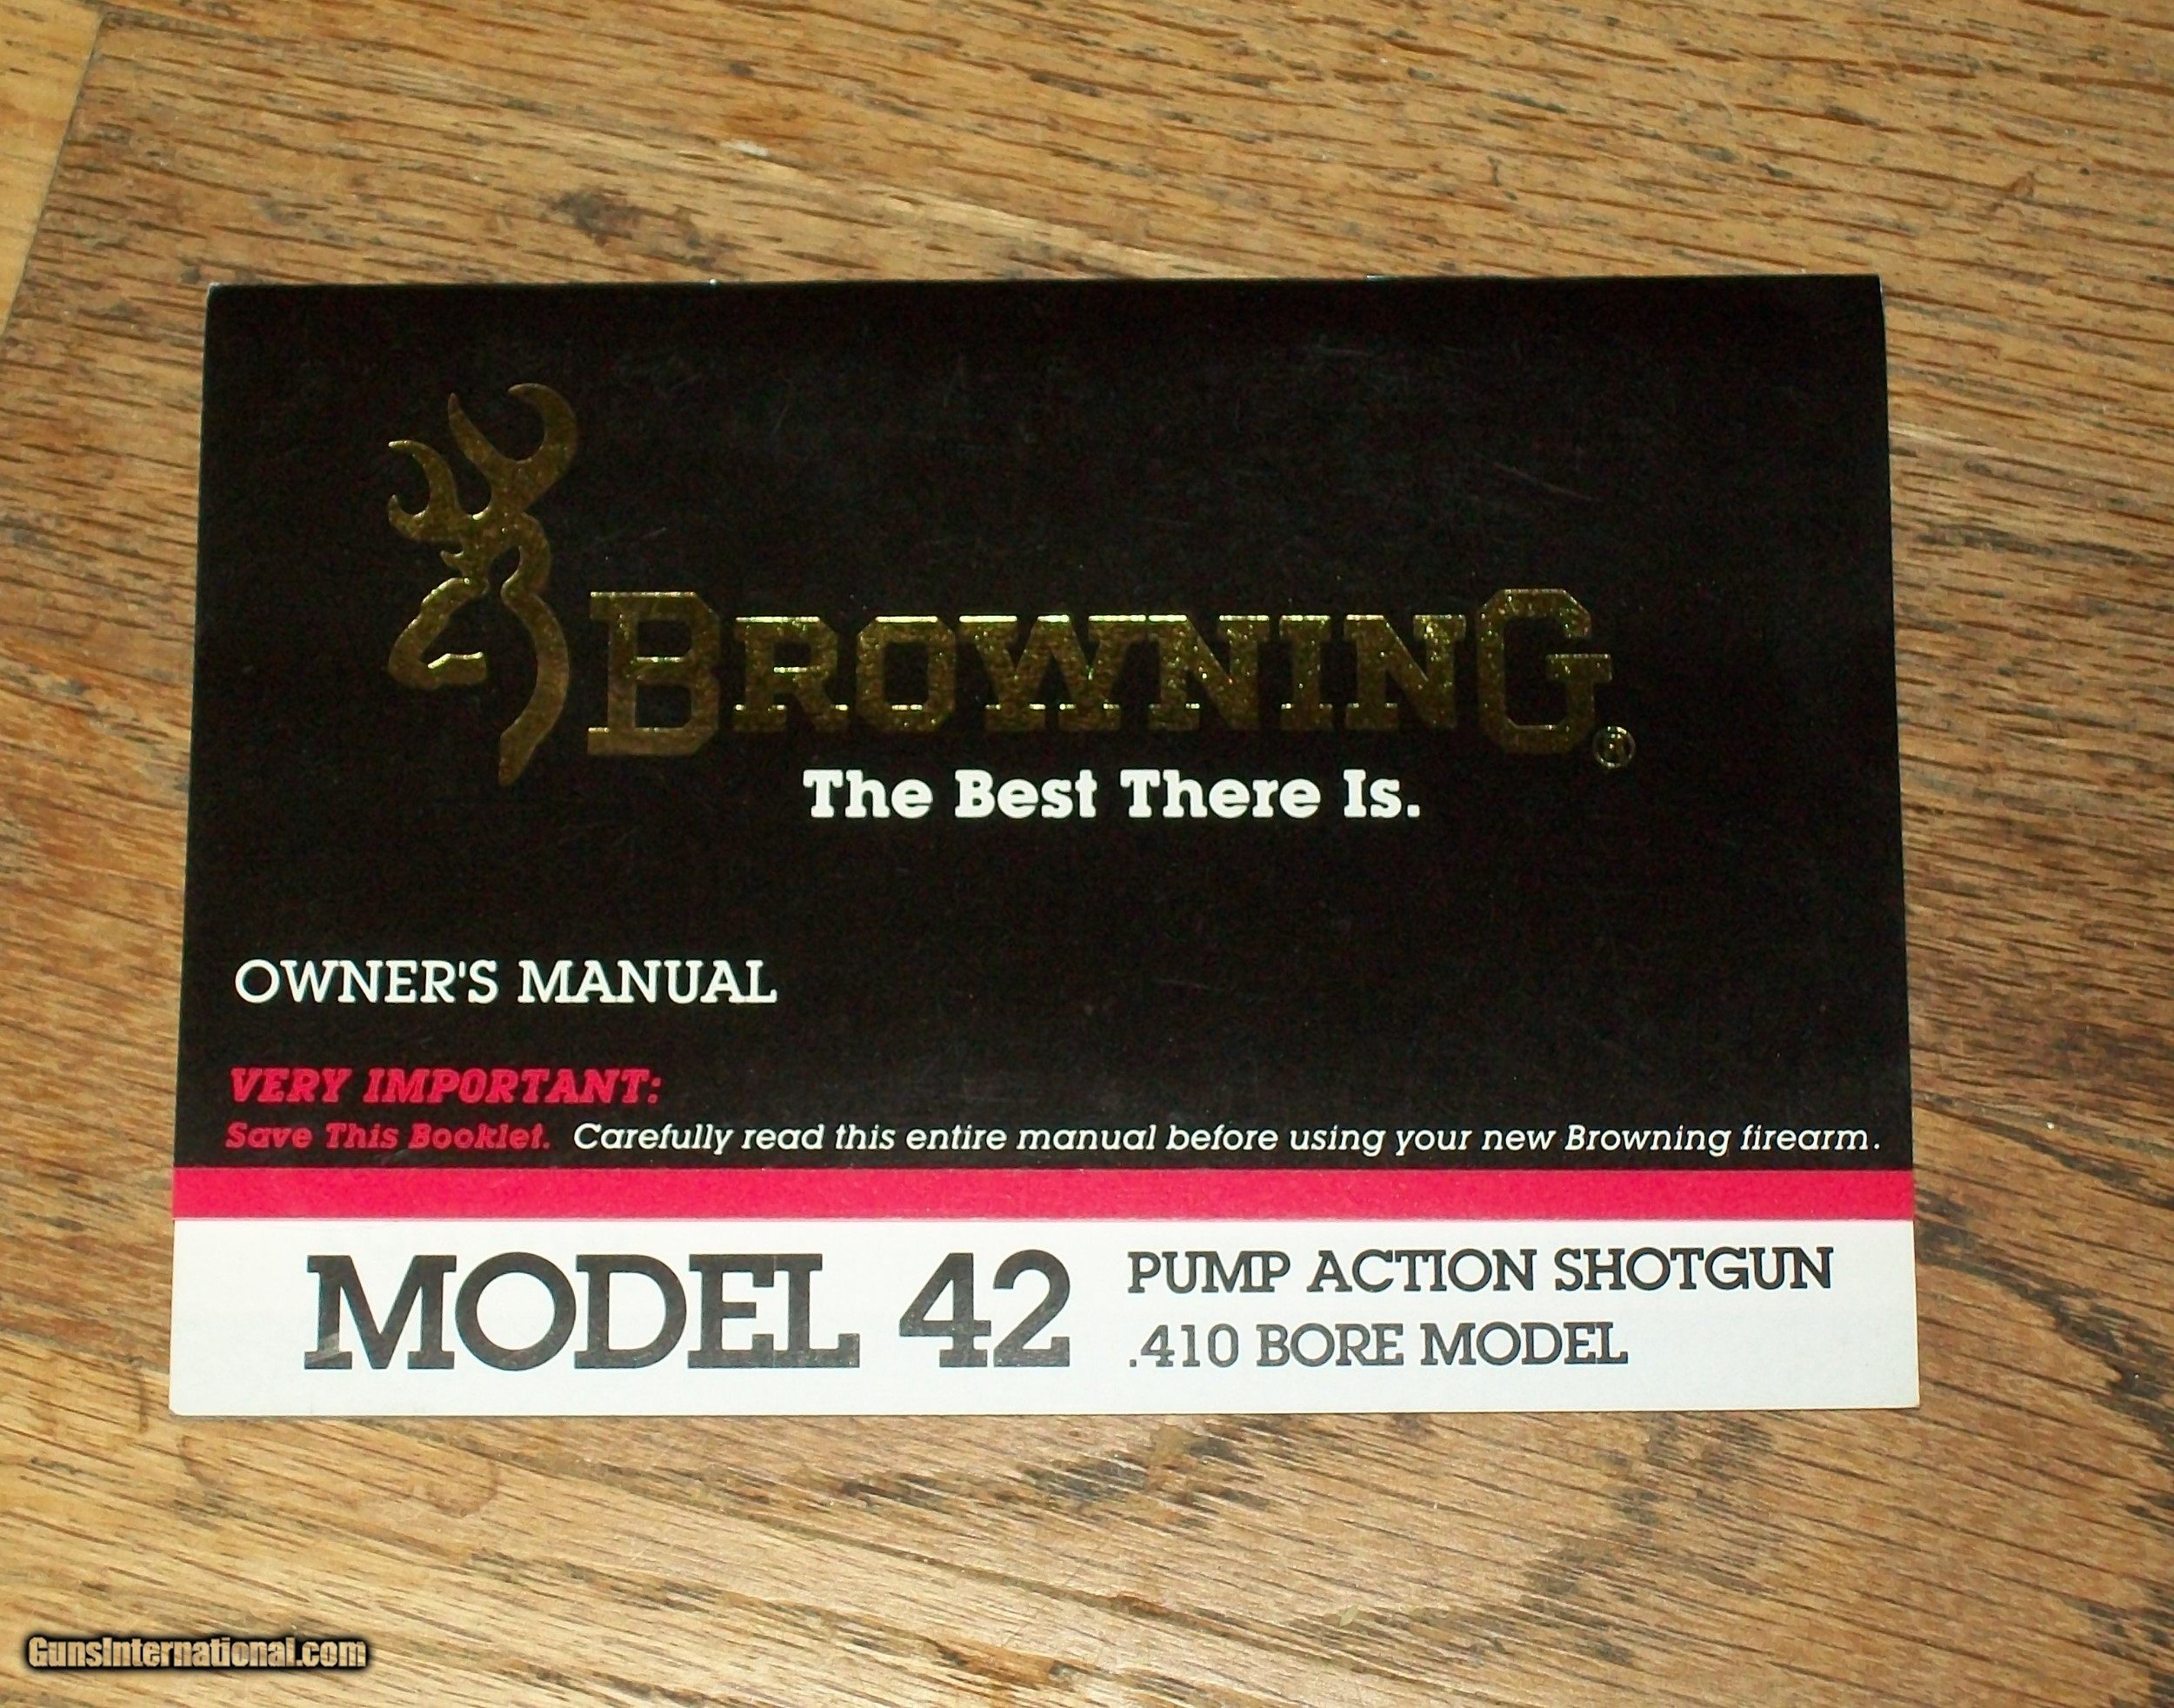 BROWNING®
The Best There Is.
OWNER'S MANUAL
VERY IMPORTANT:
Save This Booklet. Carefully read this entire manual before using your new Browning firearm.
MODEL 42
PUMP ACTION SHOTGUN
.410 BORE MODEL
GunsInternational.com